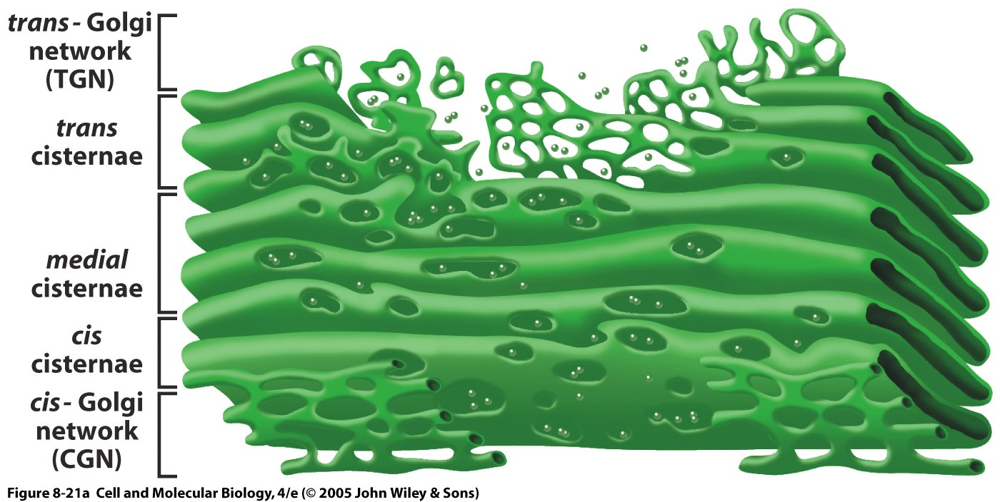 trans - Golgi
network
(TGN)
trans
cisternae
medial
cisternae
cis
cisternae
cis - Golgi
network
(CGN)
Figure 8-21a Cell and Molecular Biology, 4/e (© 2005 John Wiley & Sons)